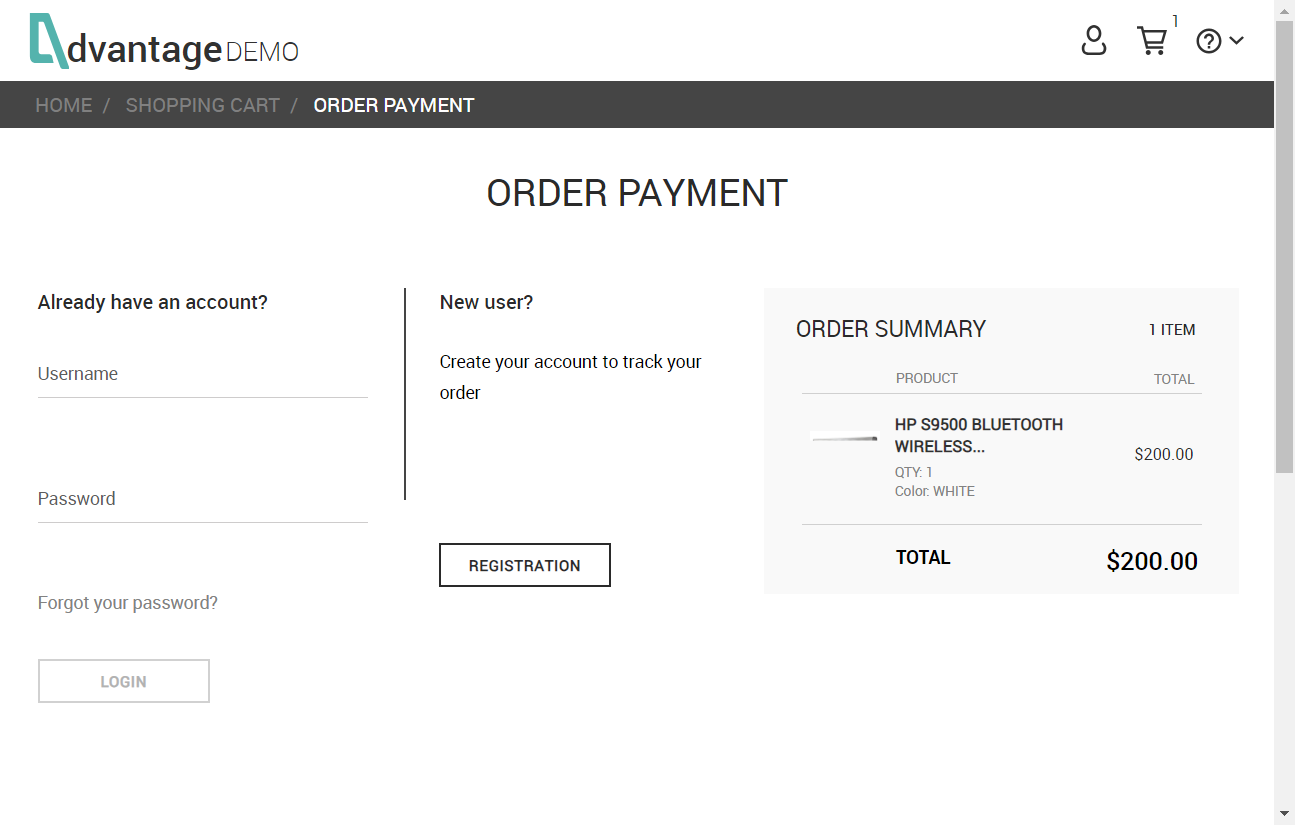 dvantage DEMO
1
HOME / SHOPPING CART / ORDER PAYMENT
ORDER PAYMENT
Already have an account?
Username
Password
Forgot your password?
LOGIN
New user?
Create your account to track your
order
REGISTRATION
ORDER SUMMARY 1 ITEM
PRODUCT TOTAL
HP S9500 BLUETOOTH
WIRELESS...
$200.00
QTY: 1
Color: WHITE
TOTAL $200.00